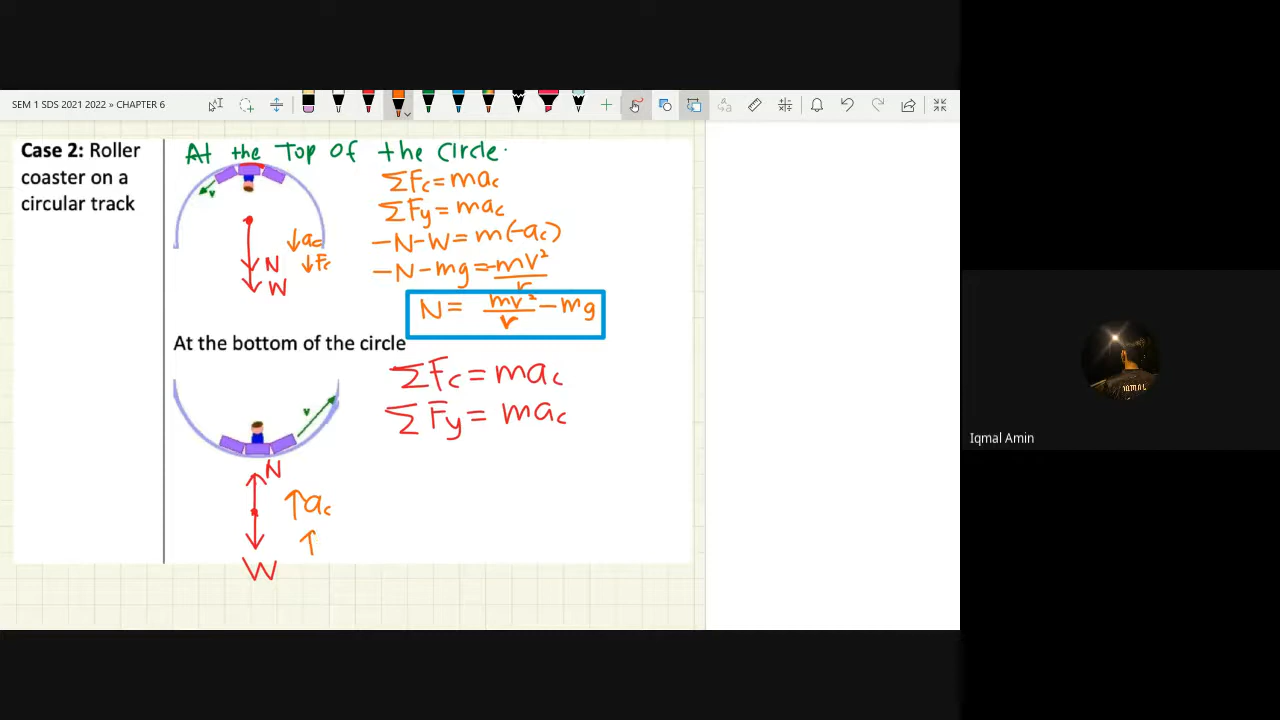 SEM 1 SDS 2021 2022 » CHAPTER 6
Case 2: Roller
coaster on a
circular track
At the Top of the Circle.
v
ac
Fc
N
W
ΣFc = mac
ΣFy = mac
-N-W = m(-ac)
-N-mg = -mv²/r
N = mv²/r - mg
At the bottom of the circle
v
N
ac
W
ΣFc = mac
ΣFy = mac
Iqmal Amin
IQMAL